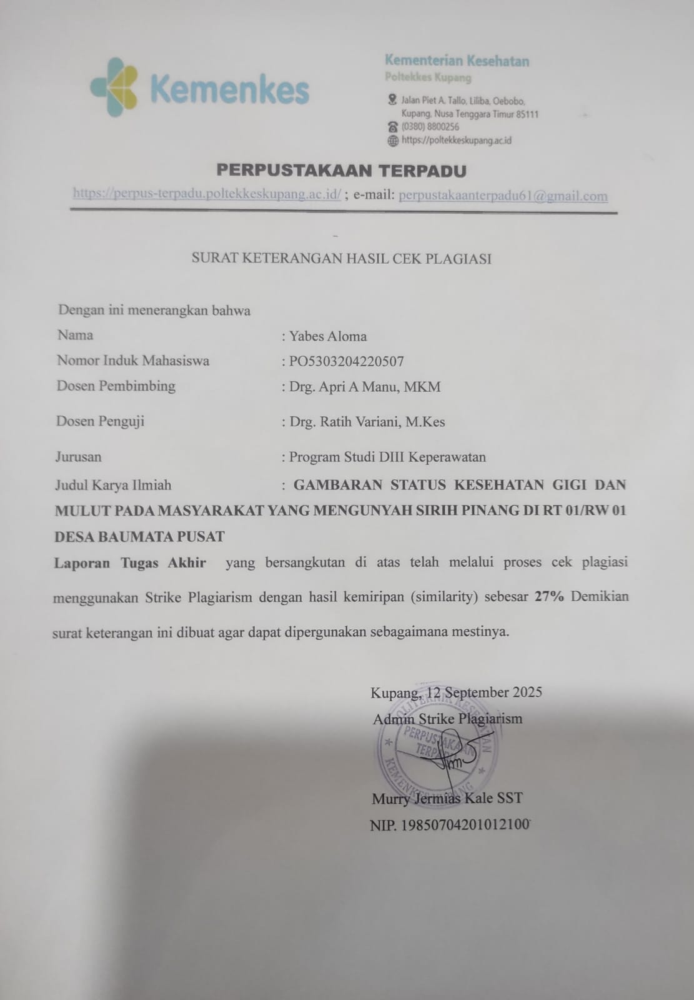 Kemenkes
Kementerian Kesehatan
Poltekkes Kupang
Jalan Piet A. Tallo, Liliba, Oebobo,
Kupang, Nusa Tenggara Timur 85111
(0380) 8800256
https://poltekkeskupang.ac.id
PERPUSTAKAAN TERPADU
https://perpus-terpadu.poltekkeskupang.ac.id/ ; e-mail: perpustakaanterpadu61@gmail.com
SURAT KETERANGAN HASIL CEK PLAGIASI
Dengan ini menerangkan bahwa
Nama : Yabes Aloma
Nomor Induk Mahasiswa : PO5303204220507
Dosen Pembimbing : Drg. Apri A Manu, MKM
Dosen Penguji : Drg. Ratih Variani, M.Kes
Jurusan : Program Studi DIII Keperawatan
Judul Karya Ilmiah : GAMBARAN STATUS KESEHATAN GIGI DAN
MULUT PADA MASYARAKAT YANG MENGUNYAH SIRIH PINANG DI RT 01/RW 01
DESA BAUMATA PUSAT
Laporan Tugas Akhir yang bersangkutan di atas telah melalui proses cek plagiasi
menggunakan Strike Plagiarism dengan hasil kemiripan (similarity) sebesar 27% Demikian
surat keterangan ini dibuat agar dapat dipergunakan sebagaimana mestinya.
Kupang, 12 September 2025
Admin Strike Plagiarism
POLITEKNIK KESEHATAN
PERPUSTAKAAN
TERPADU
KEMENKES KUPANG
Murry Jermias Kale SST
NIP. 19850704201012100